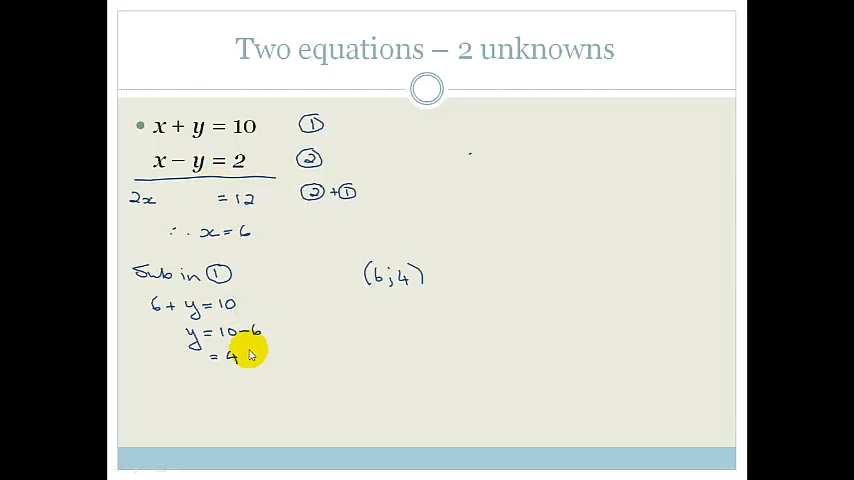 Two equations – 2 unknowns
• x + y = 10 ①
x − y = 2 ②
2x = 12 ② + ①
∴ x = 6
Sub in ① (6;4)
6 + y = 10
y = 10 − 6
= 4